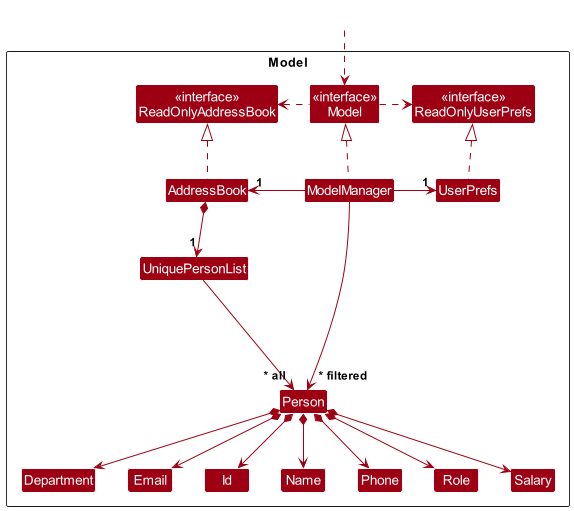 Model
«interface»
ReadOnlyAddressBook
«interface»
Model
«interface»
ReadOnlyUserPrefs
AddressBook
1
ModelManager
1
UserPrefs
1
UniquePersonList
* all
* filtered
Person
Department
Email
Id
Name
Phone
Role
Salary